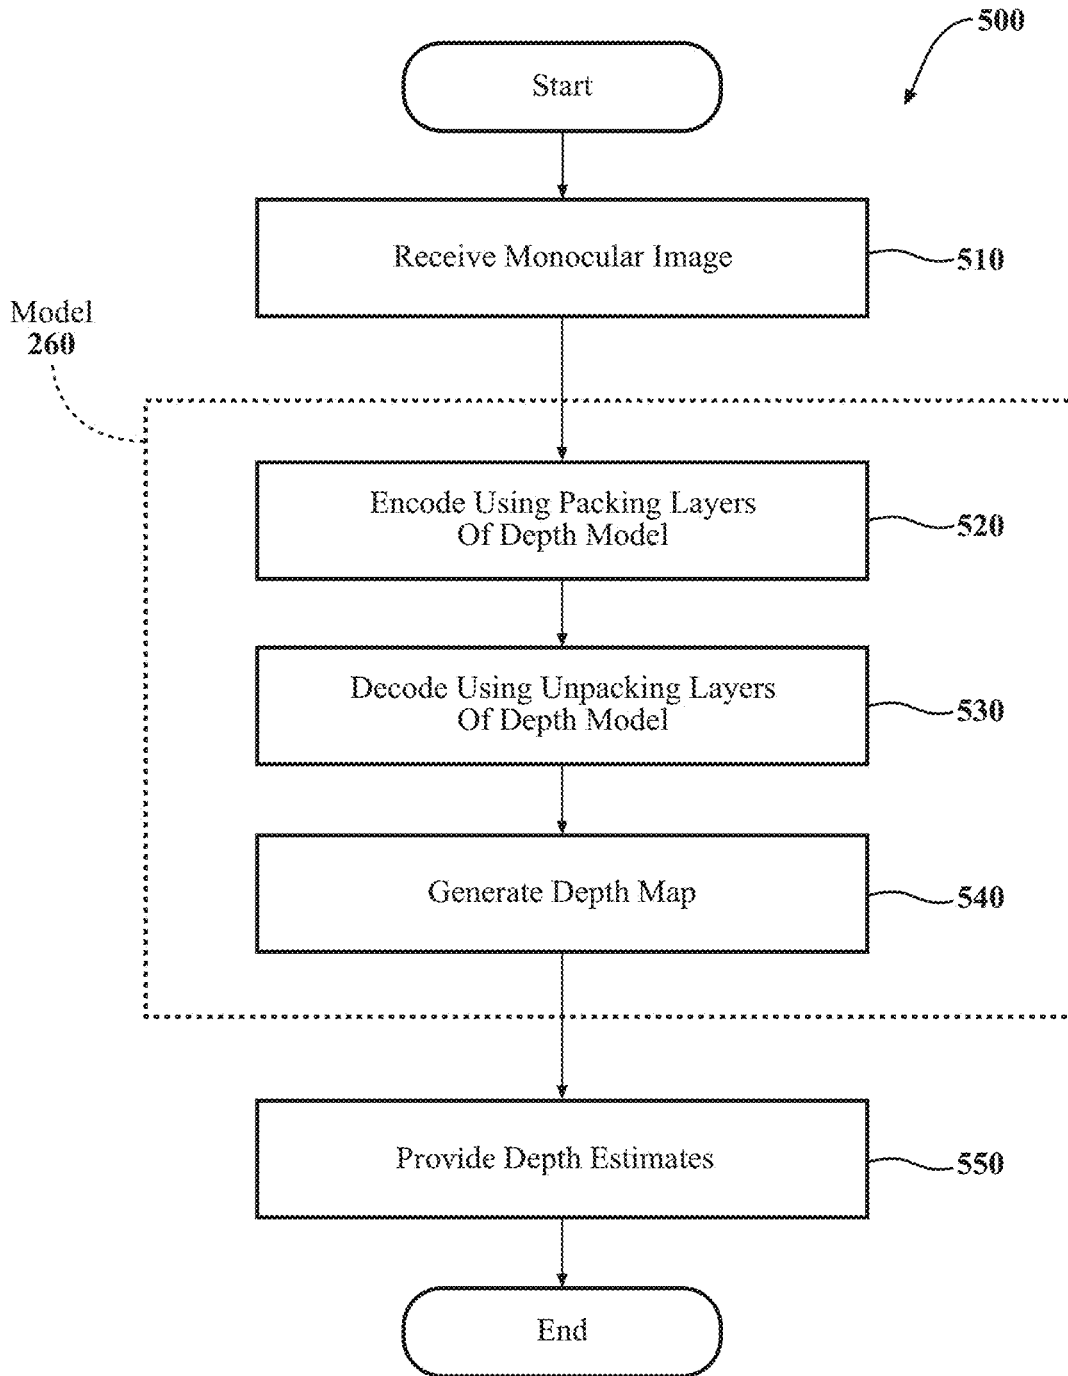 500
Start
Receive Monocular Image
510
Model
260
Encode Using Packing Layers
Of Depth Model
520
Decode Using Unpacking Layers
Of Depth Model
530
Generate Depth Map
540
Provide Depth Estimates
550
End